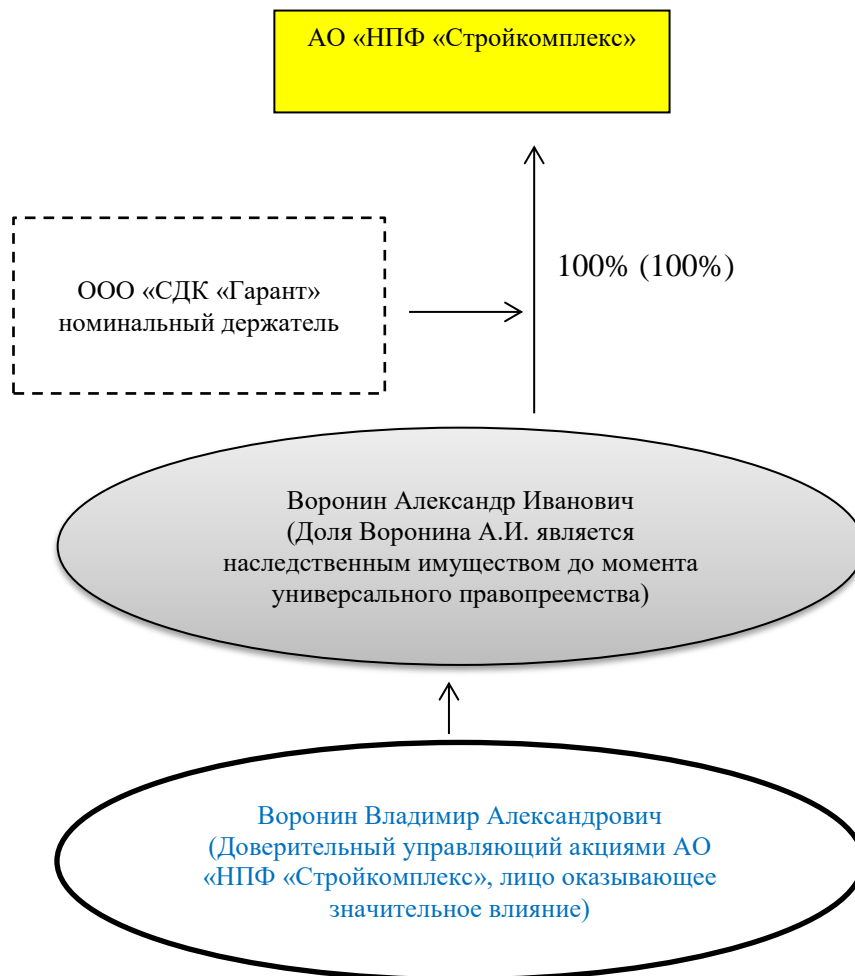 АО «НПФ «Стройкомплекс»
ООО «СДК «Гарант»
номинальный держатель
100% (100%)
Воронин Александр Иванович
(Доля Воронина А.И. является
наследственным имуществом до момента
универсального правопреемства)
Воронин Владимир Александрович
(Доверительный управляющий акциями АО
«НПФ «Стройкомплекс», лицо оказывающее
значительное влияние)